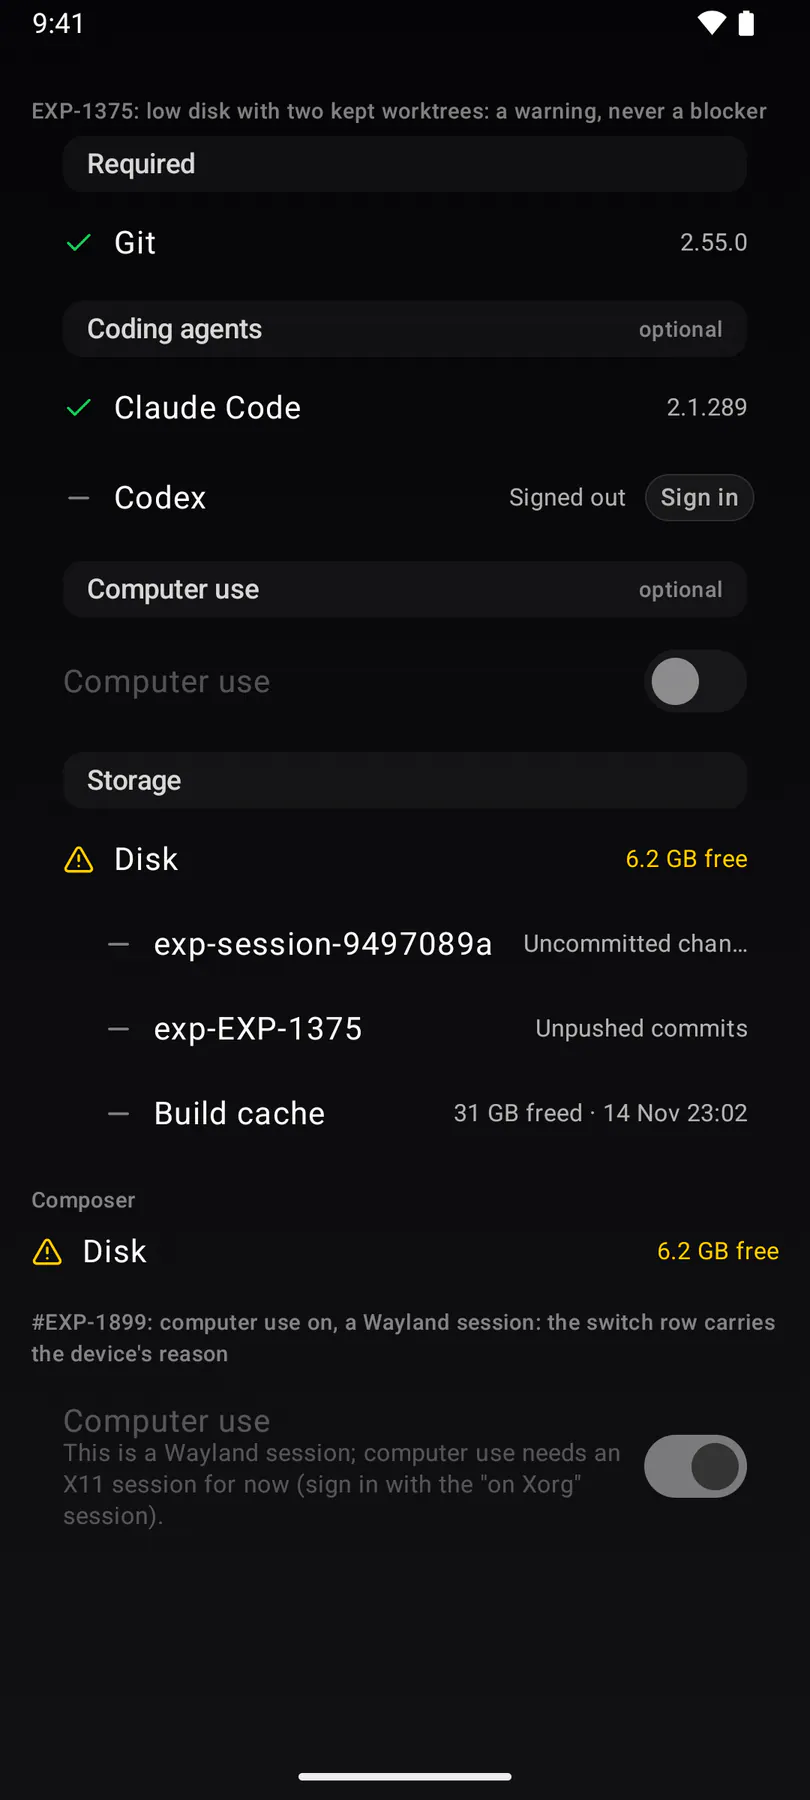 9:41
EXP-1375: low disk with two kept worktrees: a warning, never a blocker
Required
Git 2.55.0
Coding agents optional
Claude Code 2.1.289
Codex Signed out Sign in
Computer use optional
Computer use
Storage
Disk 6.2 GB free
exp-session-9497089a Uncommitted chan…
exp-EXP-1375 Unpushed commits
Build cache 31 GB freed · 14 Nov 23:02
Composer
Disk 6.2 GB free
#EXP-1899: computer use on, a Wayland session: the switch row carries
the device's reason
Computer use
This is a Wayland session; computer use needs an
X11 session for now (sign in with the "on Xorg"
session).